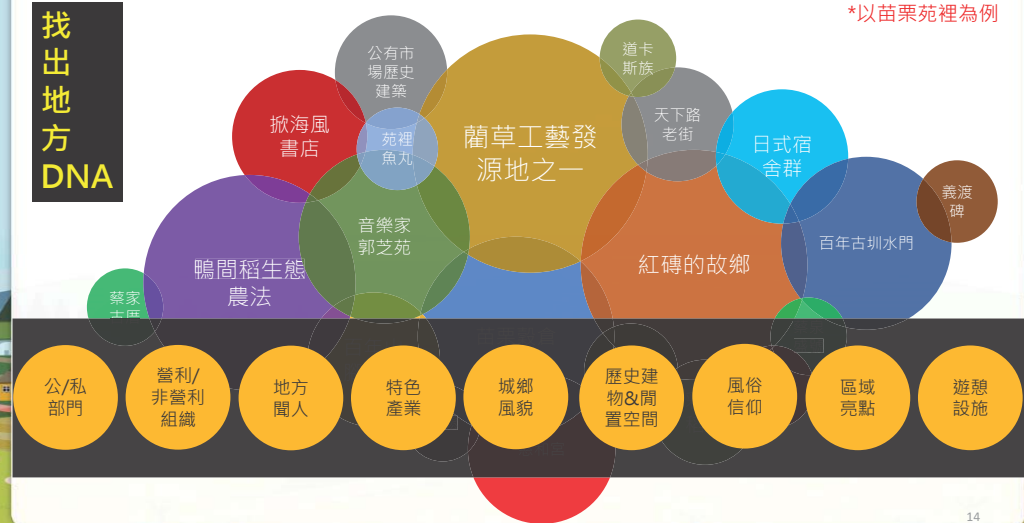 找
出
地
方
DNA
*以苗栗苑裡為例
公有市
場歷史
建築
道卡
斯族
掀海風
書店
苑裡
魚丸
藺草工藝發
源地之一
天下路
老街
日式宿
舍群
義渡
碑
音樂家
郭芝苑
百年古圳水門
鴨間稻生態
農法
紅磚的故鄉
蔡家
古厝
公/私
部門
營利/
非營利
組織
地方
聞人
特色
產業
城鄉
風貌
歷史建
物&閒
置空間
風俗
信仰
區域
亮點
遊憩
設施
14